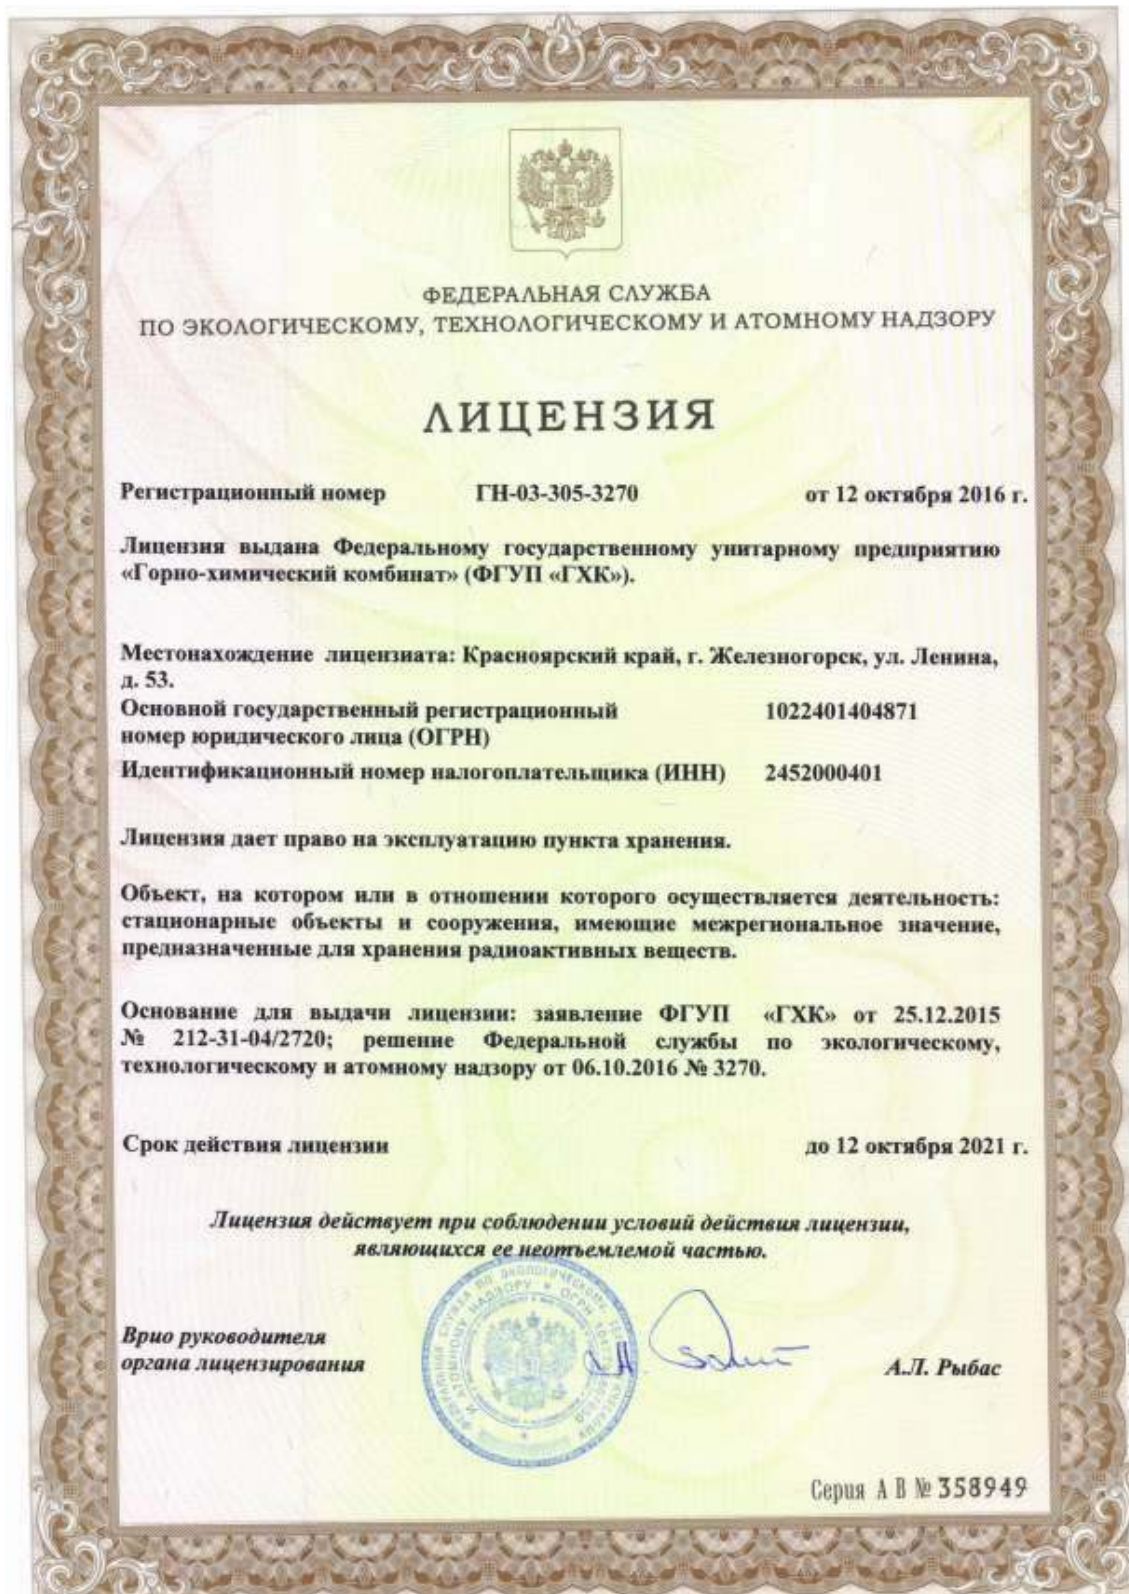 ФЕДЕРАЛЬНАЯ СЛУЖБА
ПО ЭКОЛОГИЧЕСКОМУ, ТЕХНОЛОГИЧЕСКОМУ И АТОМНОМУ НАДЗОРУ
ЛИЦЕНЗИЯ
Регистрационный номер ГН-03-305-3270 от 12 октября 2016 г.
Лицензия выдана Федеральному государственному унитарному предприятию
«Горно-химический комбинат» (ФГУП «ГХК»).
Местонахождение лицензиата: Красноярский край, г. Железногорск, ул. Ленина,
д. 53.
Основной государственный регистрационный 1022401404871
номер юридического лица (ОГРН)
Идентификационный номер налогоплательщика (ИНН) 2452000401
Лицензия дает право на эксплуатацию пункта хранения.
Объект, на котором или в отношении которого осуществляется деятельность:
стационарные объекты и сооружения, имеющие межрегиональное значение,
предназначенные для хранения радиоактивных веществ.
Основание для выдачи лицензии: заявление ФГУП «ГХК» от 25.12.2015
№ 212-31-04/2720; решение Федеральной службы по экологическому,
технологическому и атомному надзору от 06.10.2016 № 3270.
Срок действия лицензии до 12 октября 2021 г.
Лицензия действует при соблюдении условий действия лицензии,
являющихся ее неотъемлемой частью.
Врио руководителя
органа лицензирования А.Л. Рыбас
Серия А В № 358949